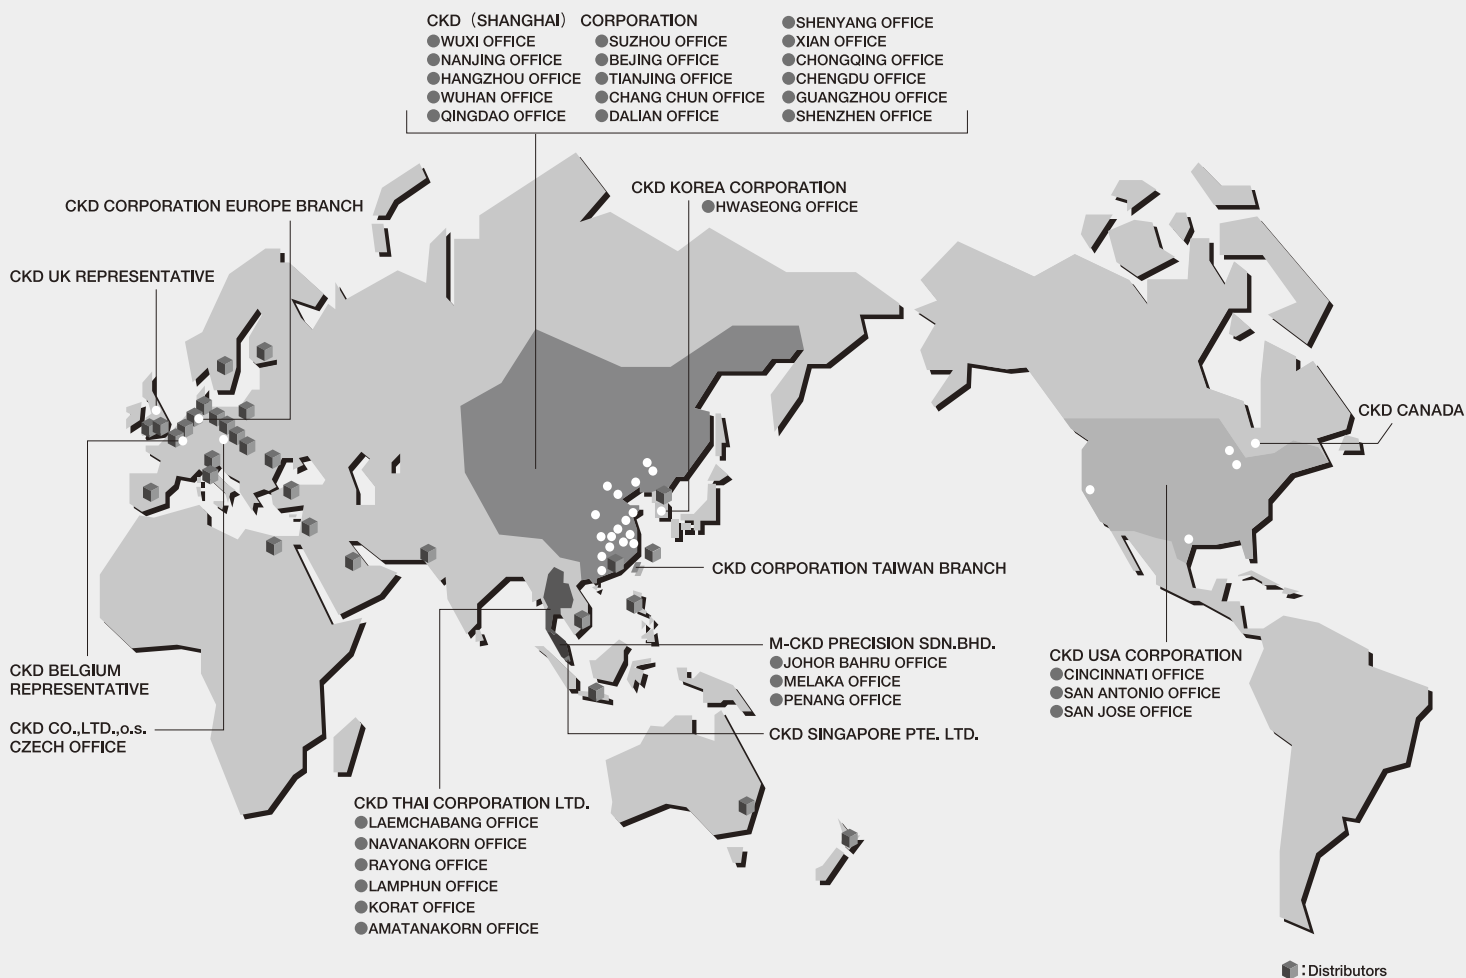 CKD（SHANGHAI） CORPORATION
●WUXI OFFICE
●NANJING OFFICE
●HANGZHOU OFFICE
●WUHAN OFFICE
●QINGDAO OFFICE
●SUZHOU OFFICE
●BEJING OFFICE
●TIANJING OFFICE
●CHANG CHUN OFFICE
●DALIAN OFFICE
●SHENYANG OFFICE
●XIAN OFFICE
●CHONGQING OFFICE
●CHENGDU OFFICE
●GUANGZHOU OFFICE
●SHENZHEN OFFICE
CKD KOREA CORPORATION
●HWASEONG OFFICE
CKD CORPORATION EUROPE BRANCH
CKD UK REPRESENTATIVE
CKD CANADA
CKD CORPORATION TAIWAN BRANCH
M-CKD PRECISION SDN.BHD.
●JOHOR BAHRU OFFICE
●MELAKA OFFICE
●PENANG OFFICE
CKD SINGAPORE PTE. LTD.
CKD USA CORPORATION
●CINCINNATI OFFICE
●SAN ANTONIO OFFICE
●SAN JOSE OFFICE
CKD BELGIUM
REPRESENTATIVE
CKD CO.,LTD.,o.s.
CZECH OFFICE
CKD THAI CORPORATION LTD.
●LAEMCHABANG OFFICE
●NAVANAKORN OFFICE
●RAYONG OFFICE
●LAMPHUN OFFICE
●KORAT OFFICE
●AMATANAKORN OFFICE
: Distributors